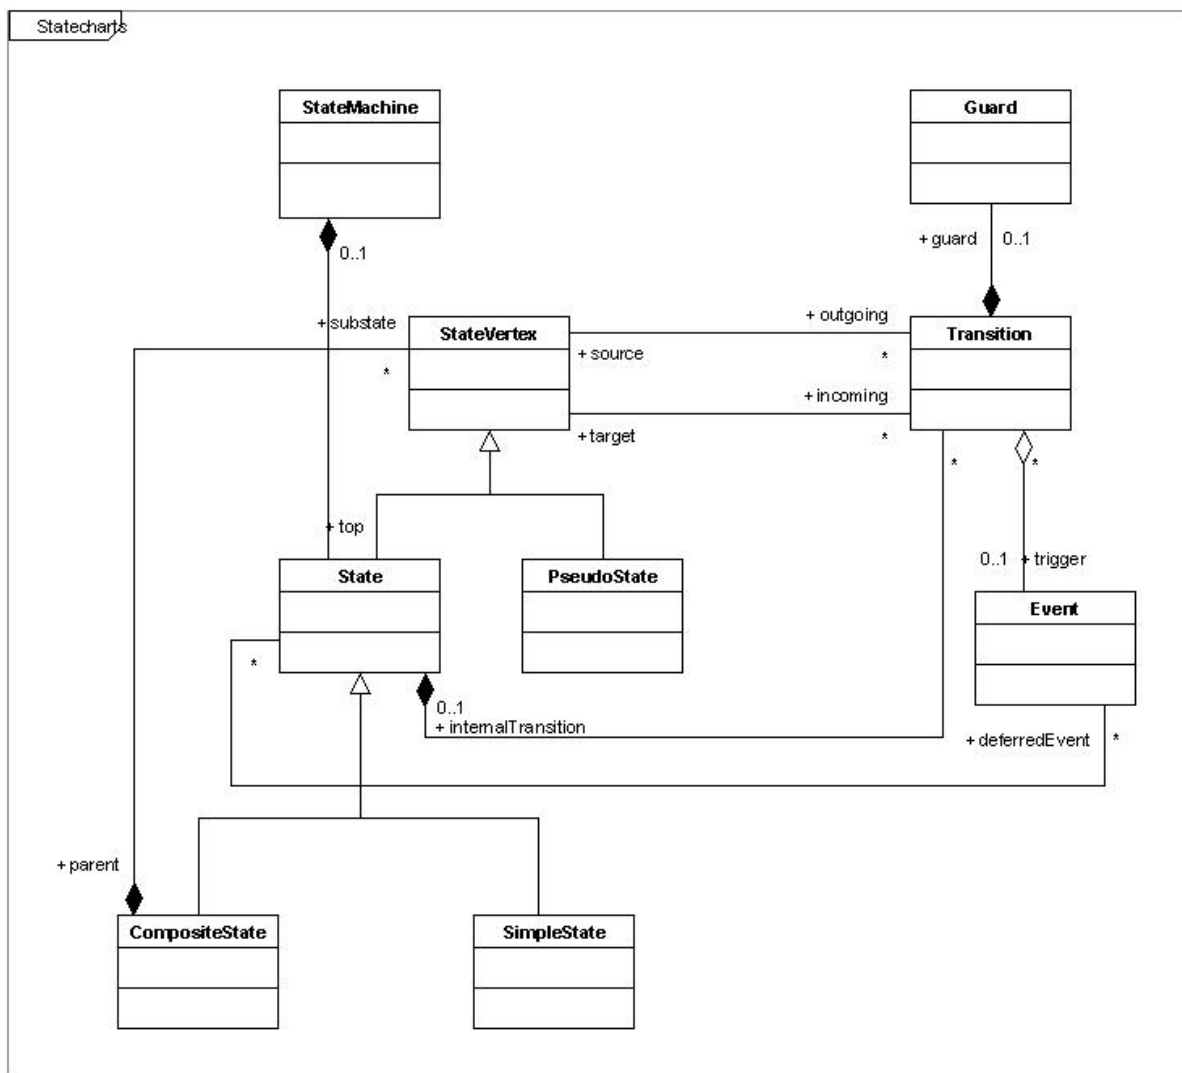 Statecharts
StateMachine
Guard
0..1
+ guard
0..1
+ substate
StateVertex
+ outgoing
Transition
+ source
*
*
+ incoming
+ target
*
*
*
+ top
0..1
+ trigger
State
PseudoState
Event
*
0..1
+ internalTransition
+ deferredEvent
*
+ parent
CompositeState
SimpleState